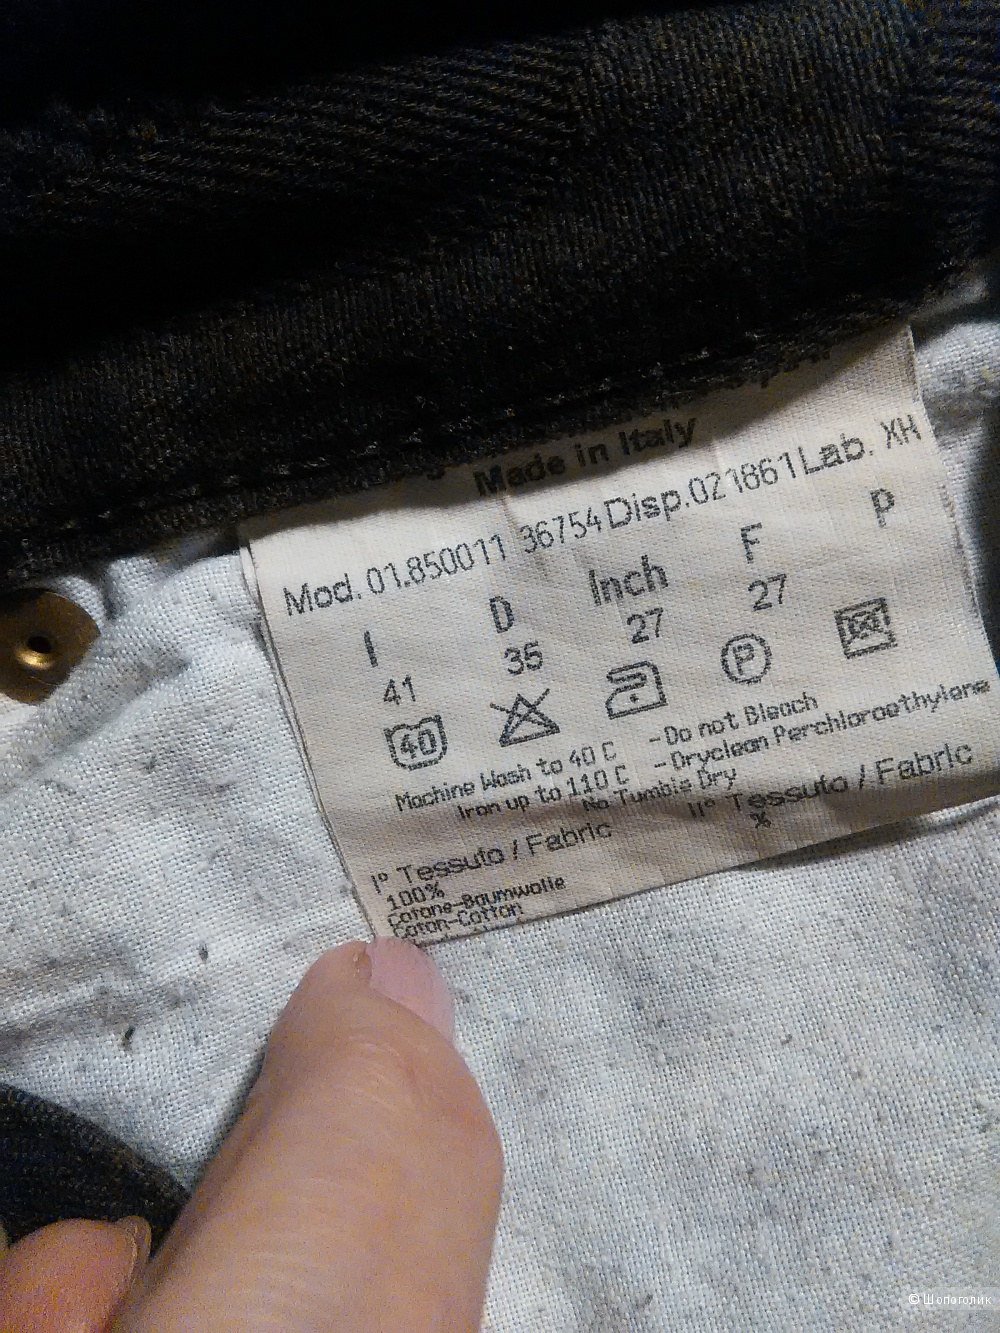 Made in Italy
Mod. 01.850011 36754 Disp.021861 Lab. XH
I D Inch F P
41 35 27 27
40 P
Machine Wash to 40 C -Do not Bleach
Iron up to 110 C -Dryclean Perchloroethylene
No Tumble Dry
I° Tessuto / Fabric II° Tessuto / Fabric
100% %
Cotone-Baumwolle
Coton-Cotton
© Шопоголик